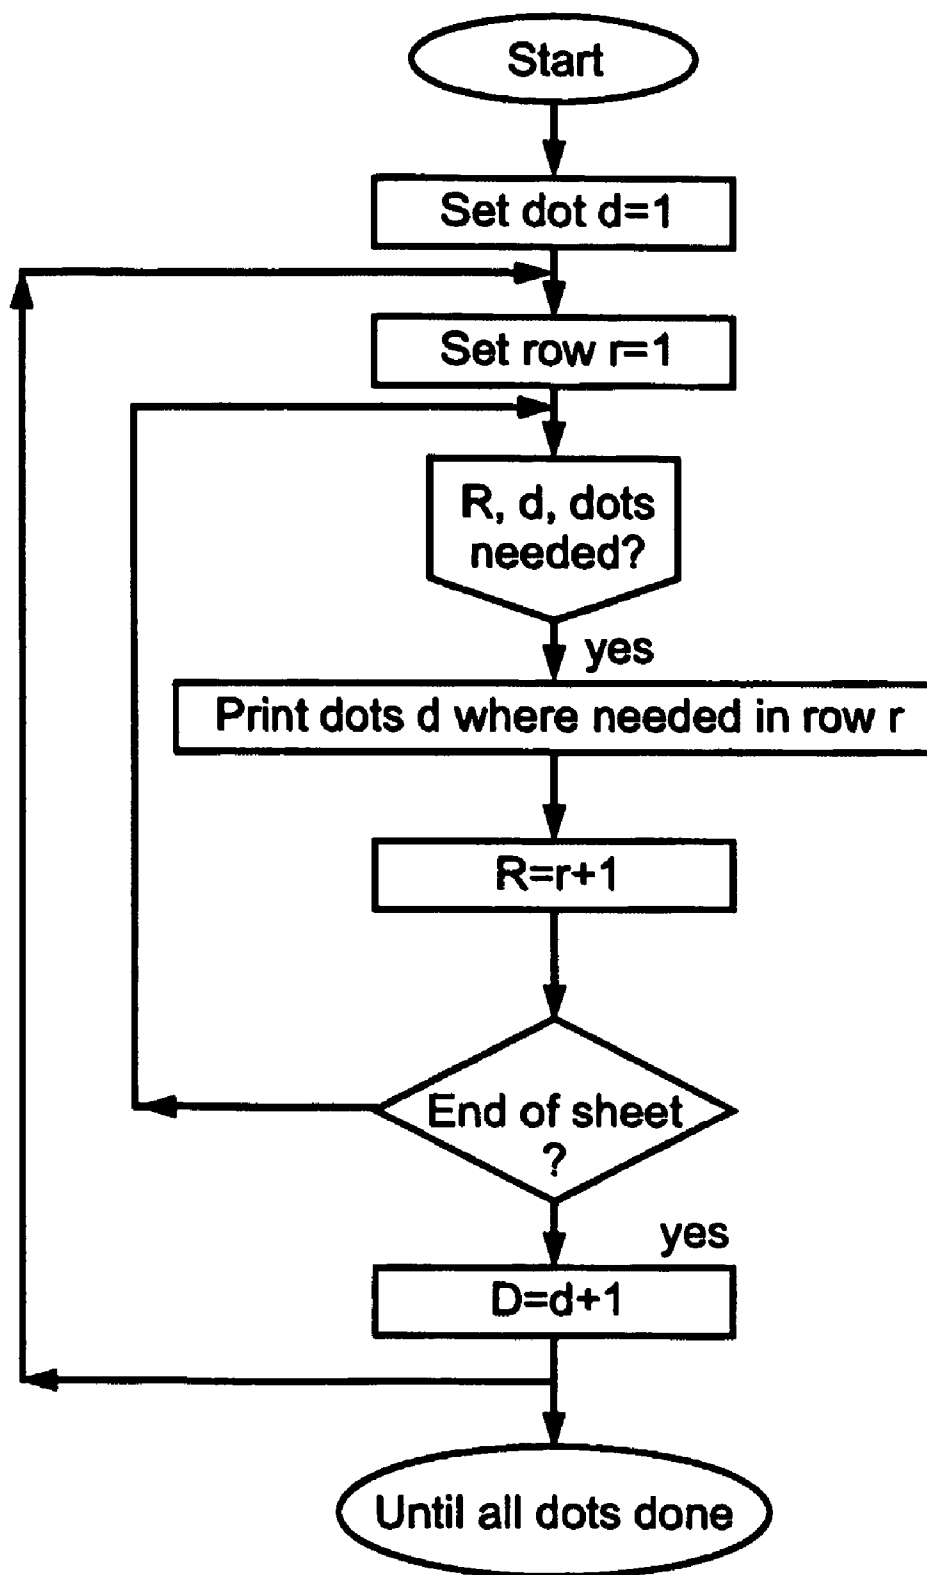 Start
Set dot d=1
Set row r=1
R, d, dots
needed?
yes
Print dots d where needed in row r
R=r+1
End of sheet
?
yes
D=d+1
Until all dots done